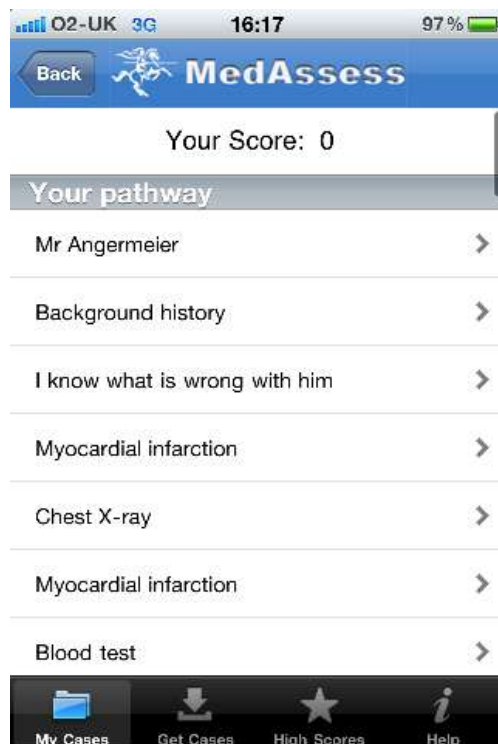 O2-UK 3G 16:17 97%
Back MedAssess
Your Score: 0
Your pathway
Mr Angermeier
Background history
I know what is wrong with him
Myocardial infarction
Chest X-ray
Myocardial infarction
Blood test
My Cases Get Cases High Scores Help